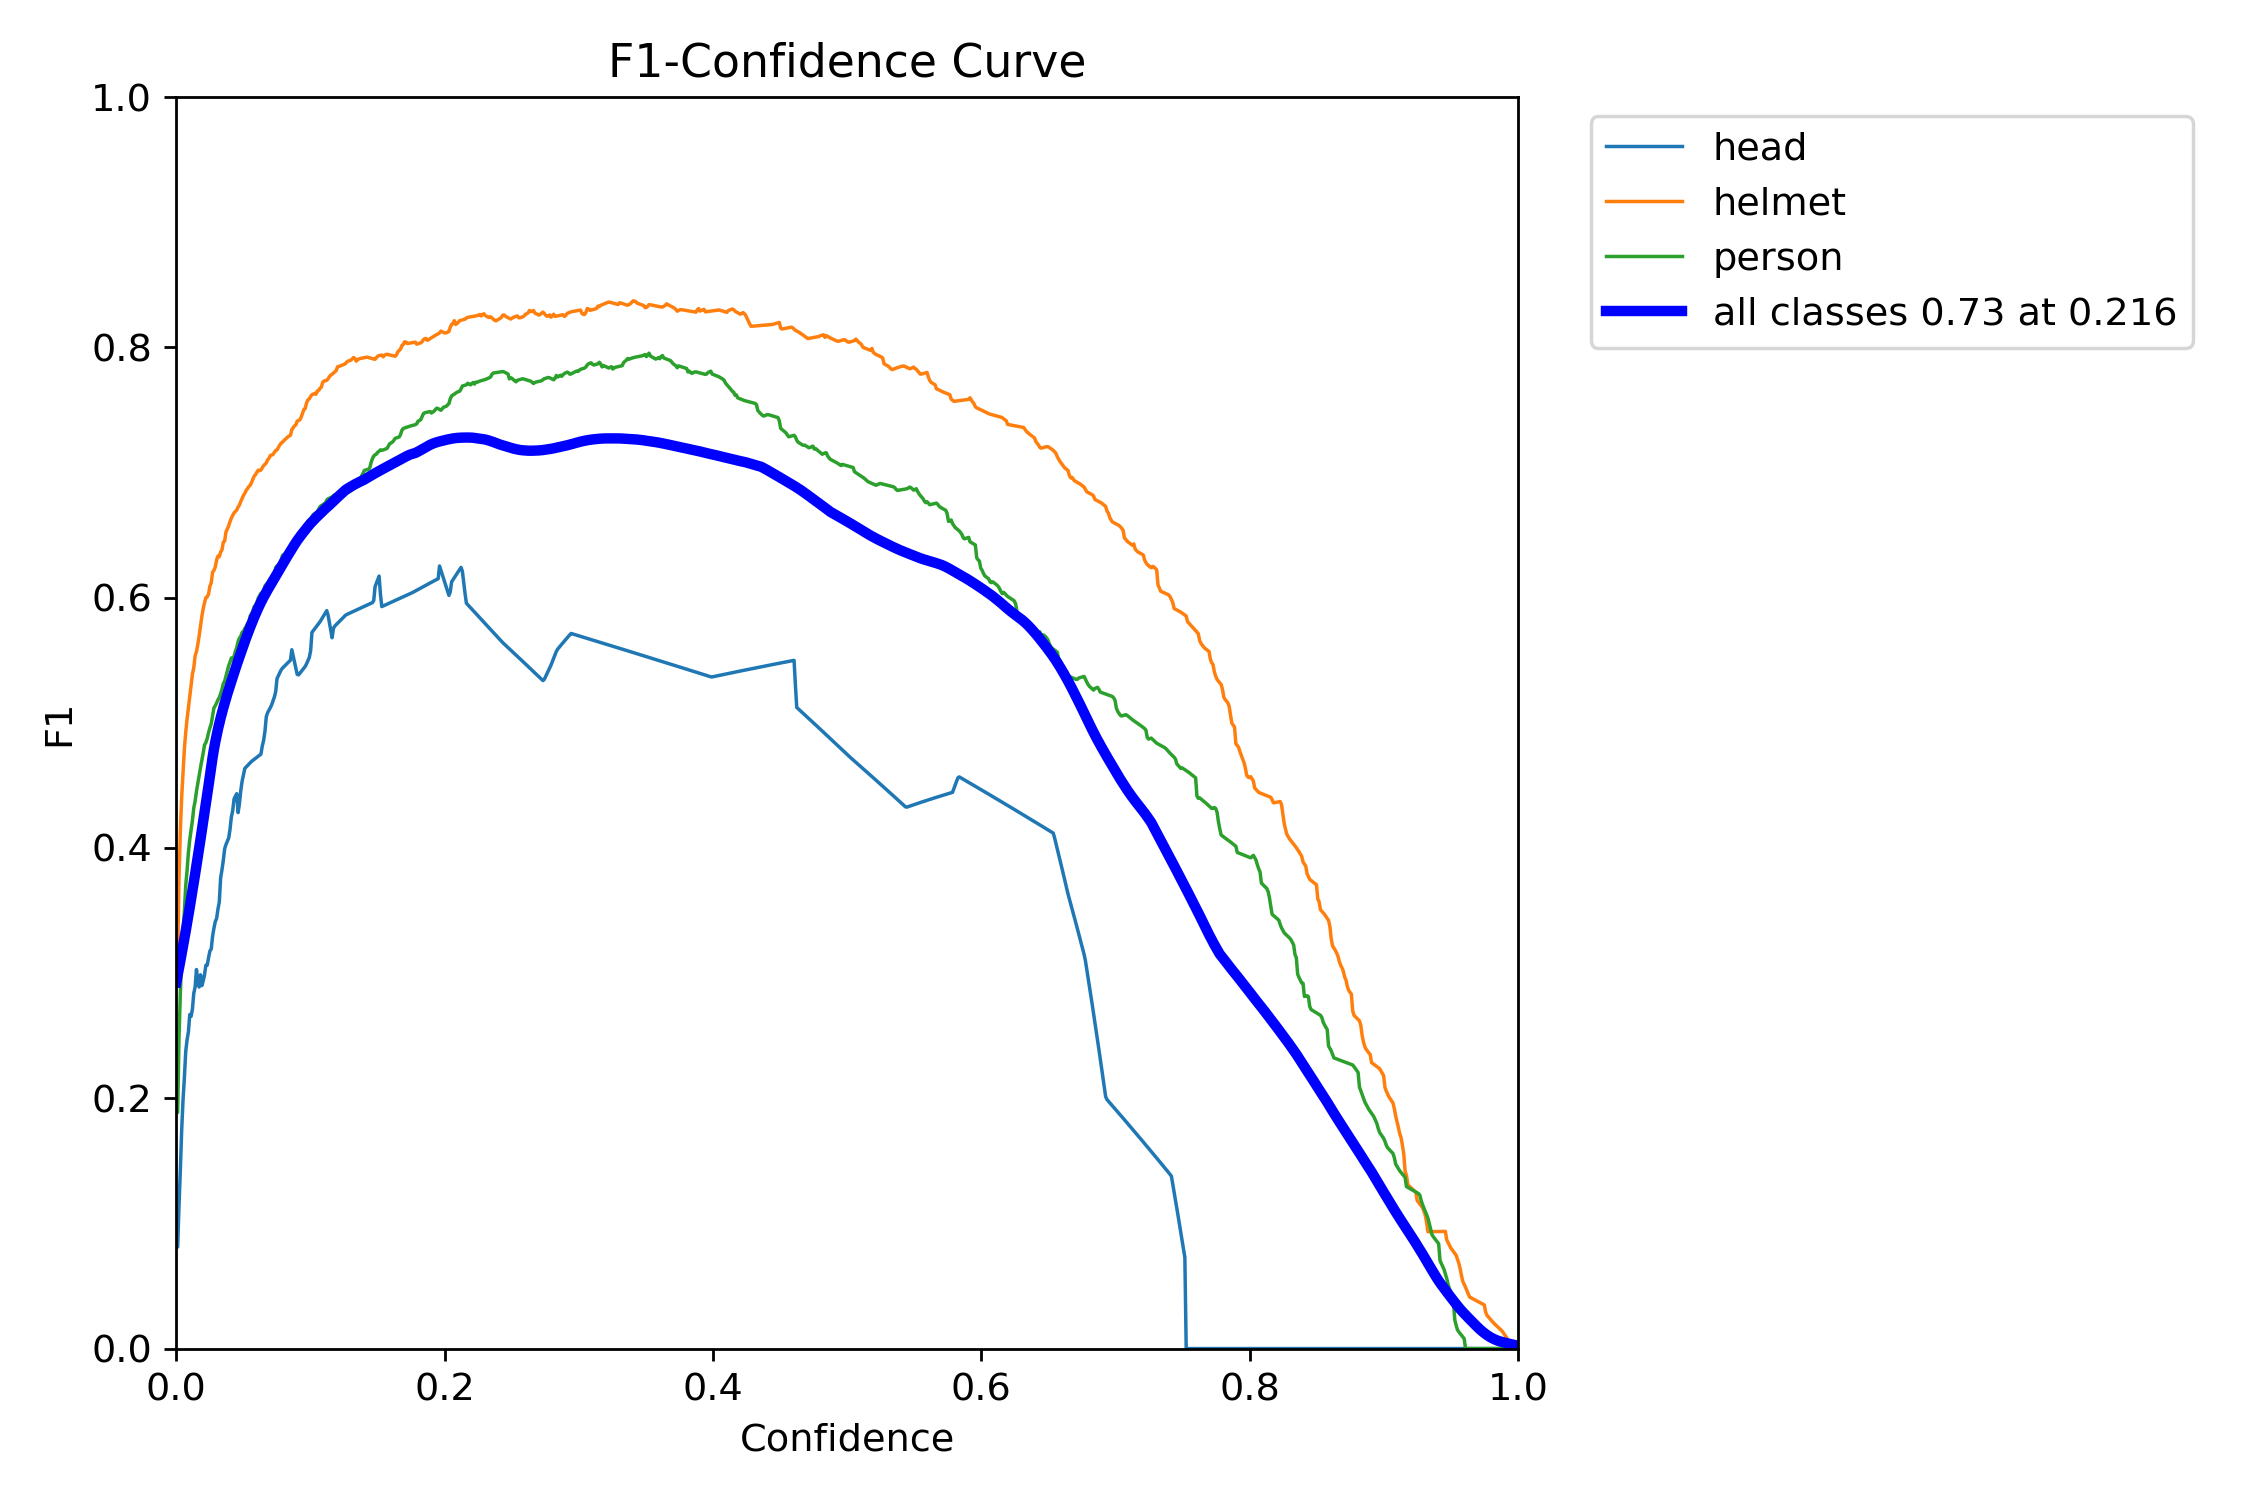 F1-Confidence Curve
1.0
0.8
0.6
0.4
0.2
0.0
F1
0.0 0.2 0.4 0.6 0.8 1.0
Confidence
head
helmet
person
all classes 0.73 at 0.216